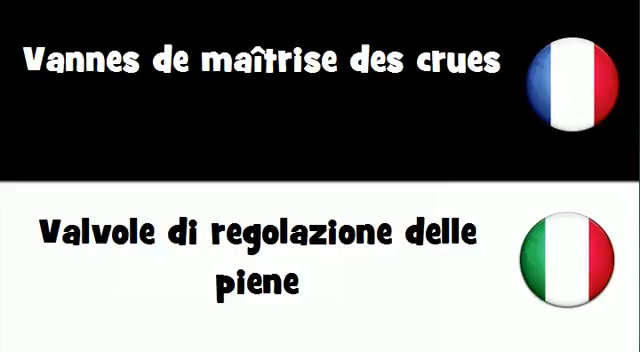 Vannes de maîtrise des crues
Valvole di regolazione delle
piene